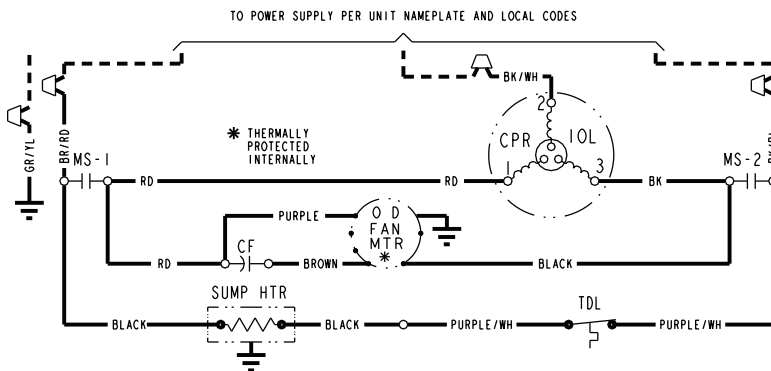 TO POWER SUPPLY PER UNIT NAMEPLATE AND LOCAL CODES
BK/WH
GR/YL
BR/RD
* THERMALLY
PROTECTED
INTERNALLY
2
CPR
IOL
1
3
MS-1
MS-2
RD
RD
BK
PURPLE
O D
FAN
MTR
*
CF
RD
BROWN
BLACK
SUMP HTR
TDL
BLACK
BLACK
PURPLE/WH
PURPLE/WH